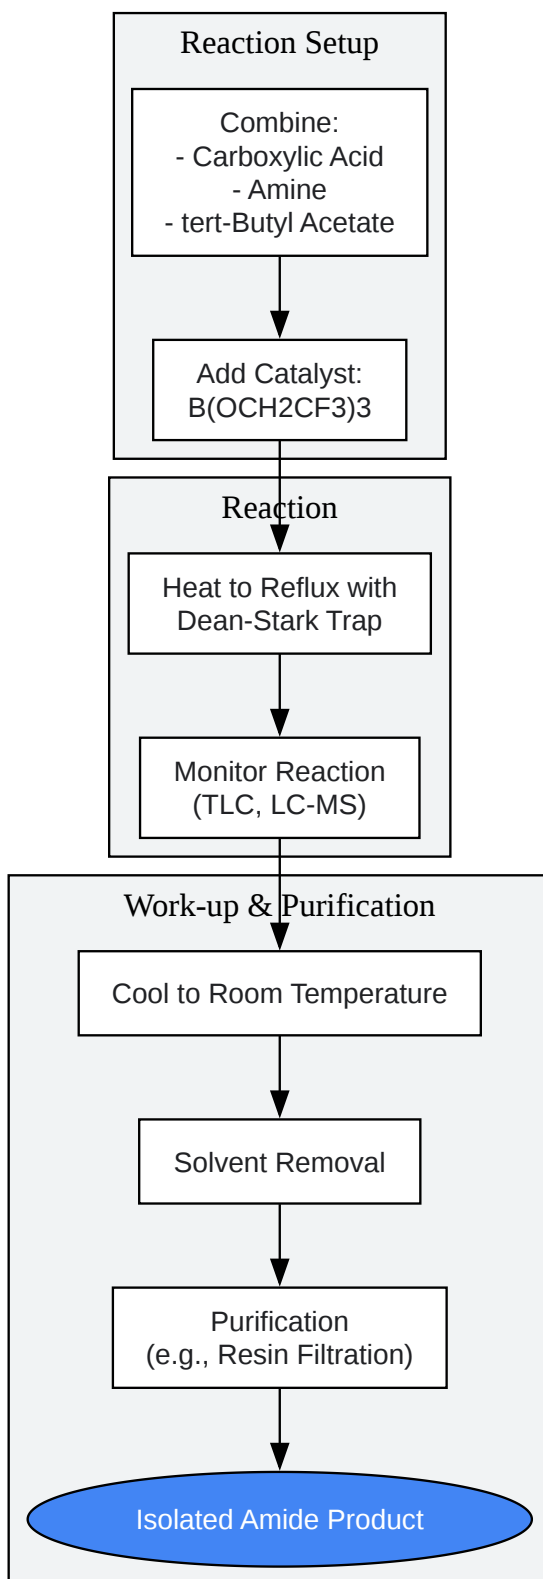 Reaction Setup
Combine:
- Carboxylic Acid
- Amine
- tert-Butyl Acetate
Add Catalyst:
B(OCH2CF3)3
Reaction
Heat to Reflux with
Dean-Stark Trap
Monitor Reaction
(TLC, LC-MS)
Work-up & Purification
Cool to Room Temperature
Solvent Removal
Purification
(e.g., Resin Filtration)
Isolated Amide Product